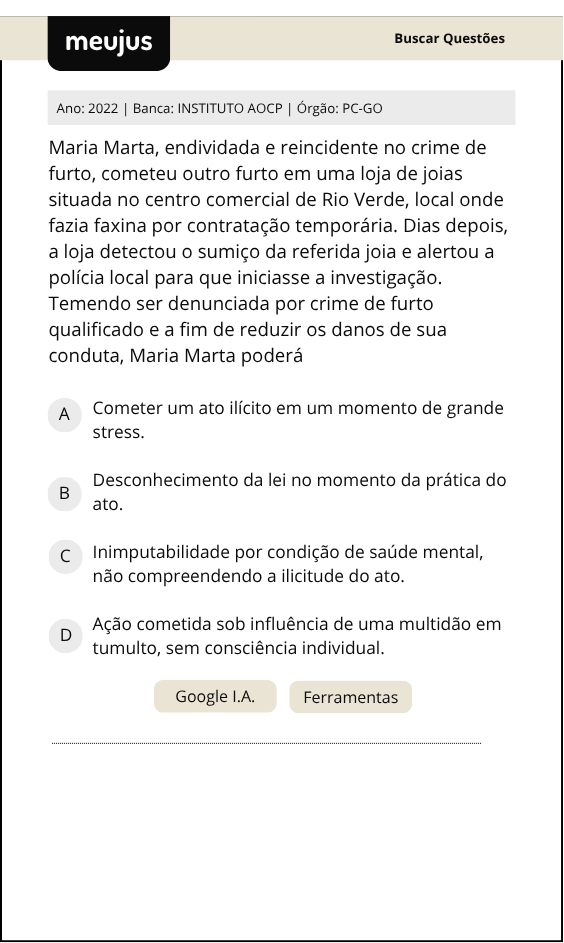 meujus
Buscar Questões
Ano: 2022 | Banca: INSTITUTO AOCP | Órgão: PC-GO
Maria Marta, endividada e reincidente no crime de
furto, cometeu outro furto em uma loja de joias
situada no centro comercial de Rio Verde, local onde
fazia faxina por contratação temporária. Dias depois,
a loja detectou o sumiço da referida joia e alertou a
polícia local para que iniciasse a investigação.
Temendo ser denunciada por crime de furto
qualificado e a fim de reduzir os danos de sua
conduta, Maria Marta poderá
A
Cometer um ato ilícito em um momento de grande
stress.
B
Desconhecimento da lei no momento da prática do
ato.
C
Inimputabilidade por condição de saúde mental,
não compreendendo a ilicitude do ato.
D
Ação cometida sob influência de uma multidão em
tumulto, sem consciência individual.
Google I.A.
Ferramentas